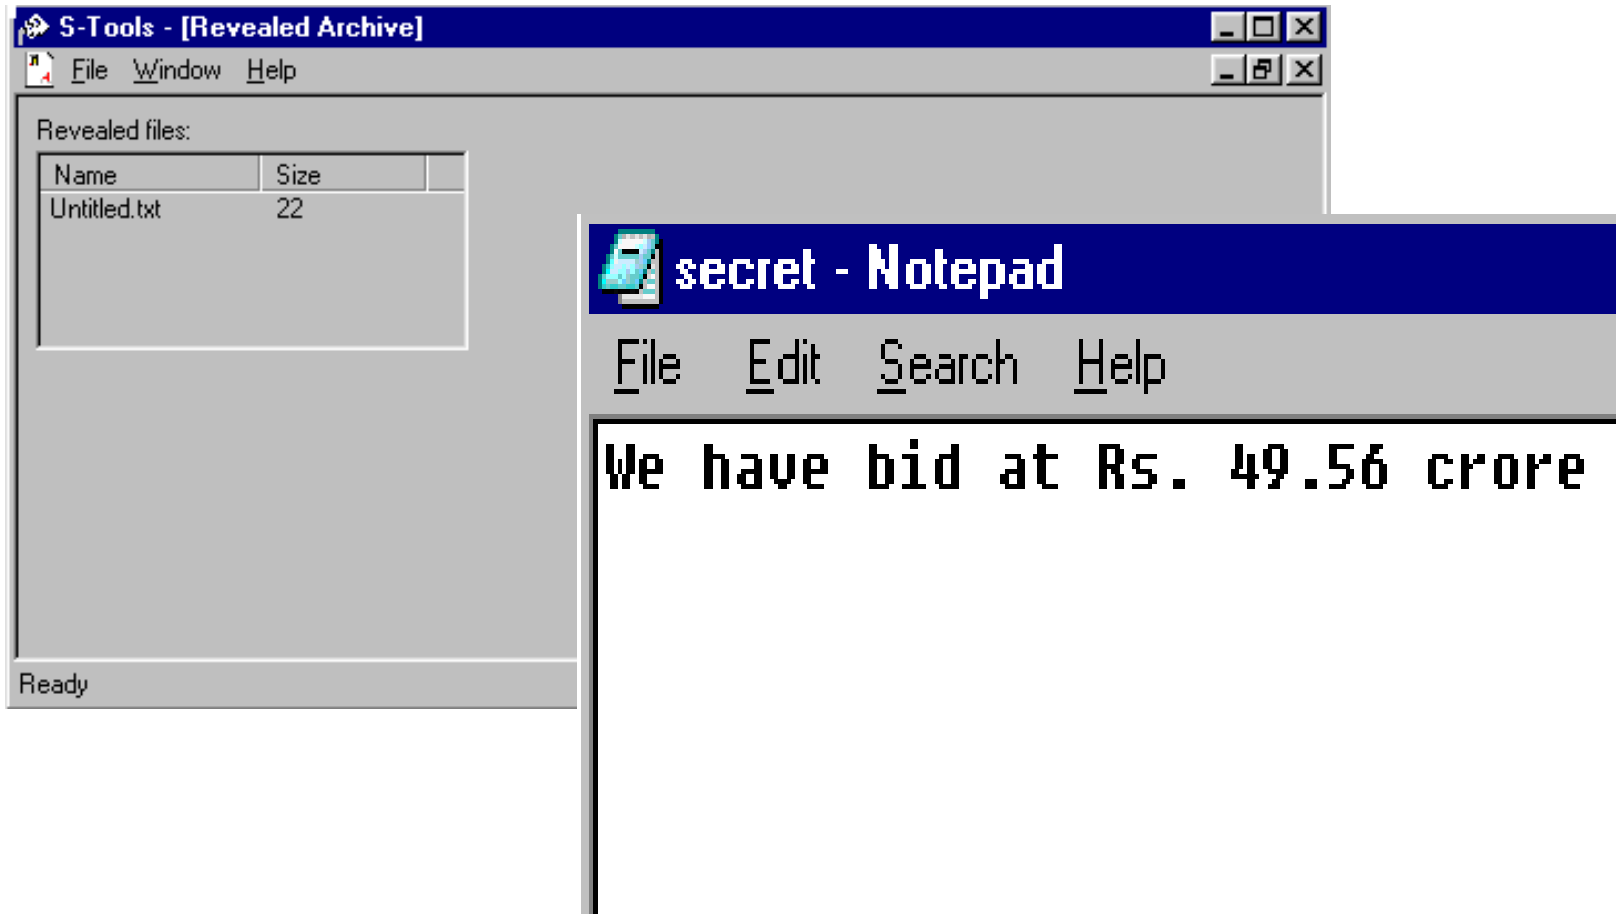 S-Tools - [Revealed Archive]
File Window Help
Revealed files:
Name Size
Untitled.txt 22
Ready
secret - Notepad
File Edit Search Help
We have bid at Rs. 49.56 crore